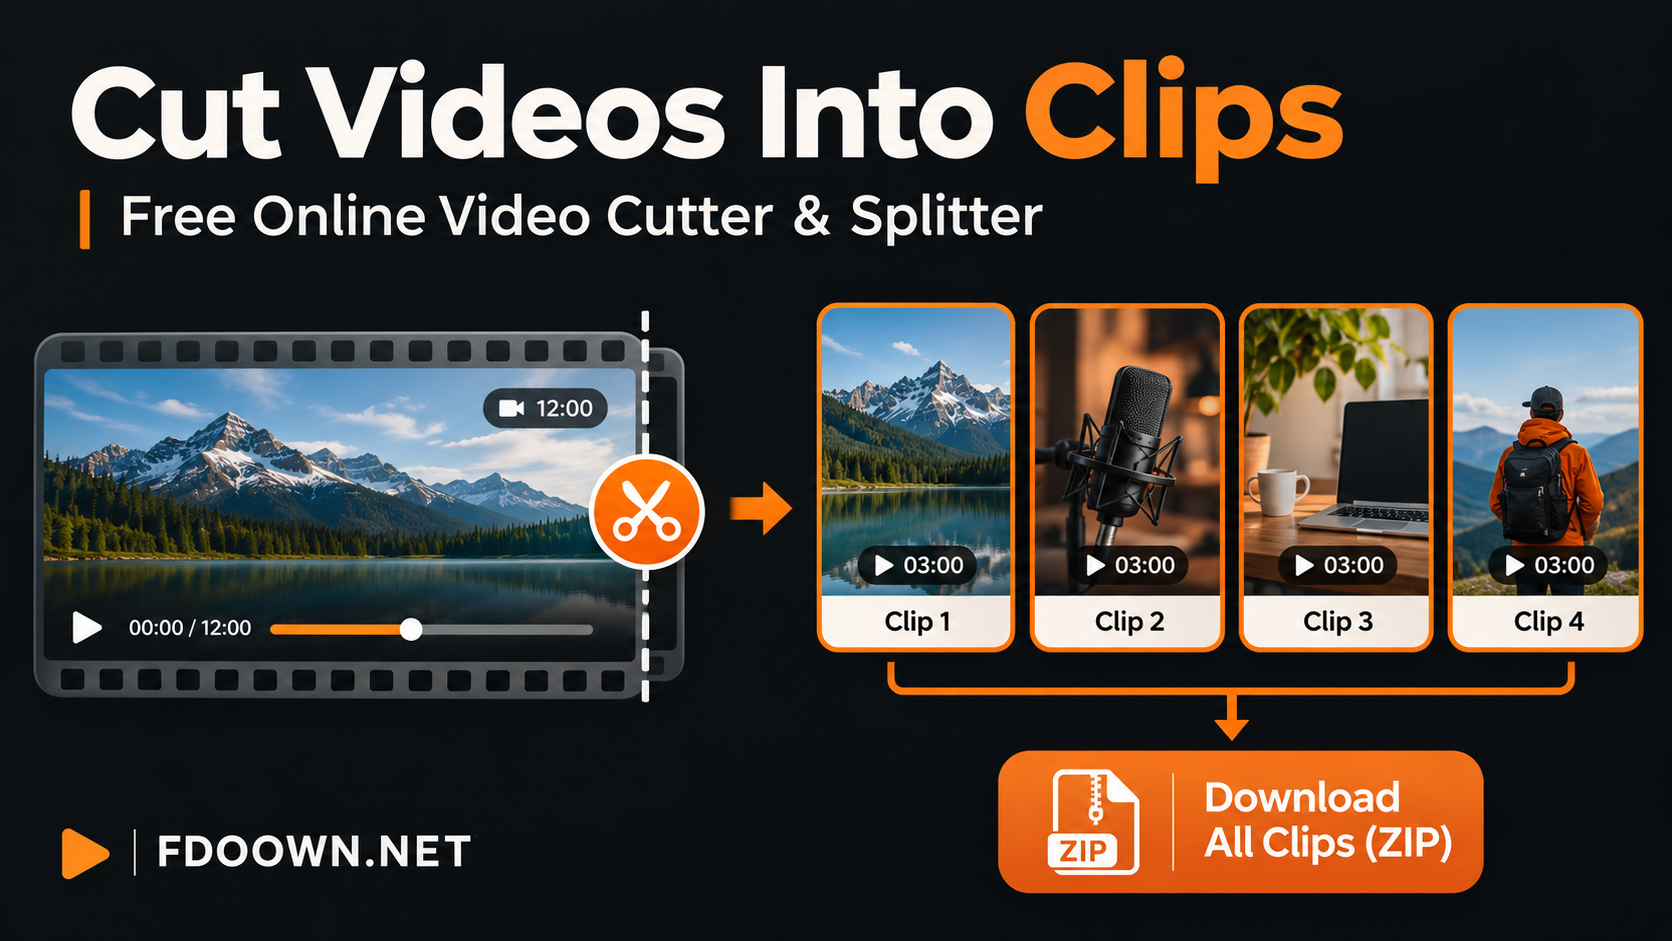 Cut Videos Into Clips
Free Online Video Cutter & Splitter
12:00
00:00 / 12:00
03:00
Clip 1
03:00
Clip 2
03:00
Clip 3
03:00
Clip 4
ZIP
Download
All Clips (ZIP)
FDOOWN.NET